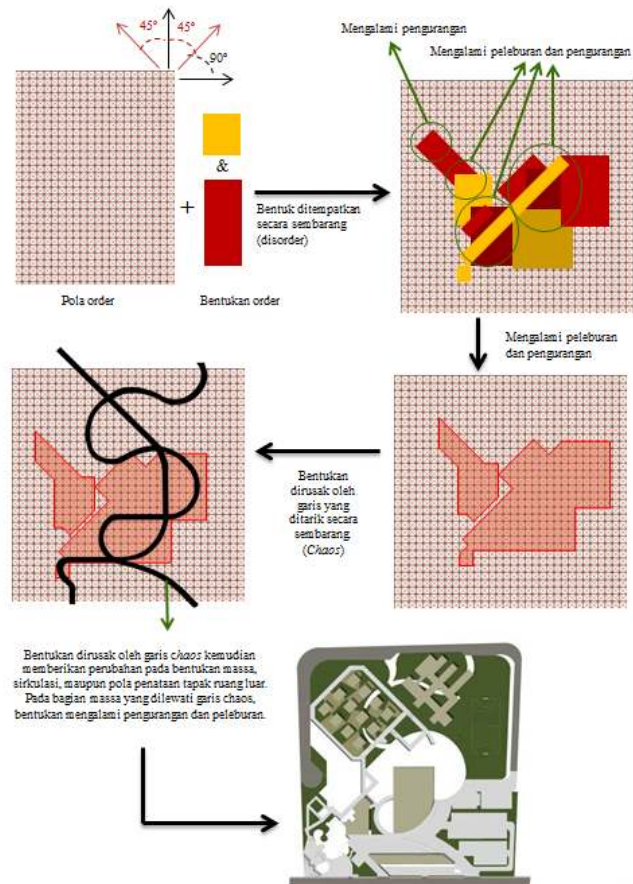 45°
45°
90°
Mengalami pengurangan
Mengalami peleburan dan pengurangan
&
+
Bentuk ditempatkan
secara sembarang
(disorder)
Pola order
Bentukan order
Mengalami peleburan
dan pengurangan
Bentukan
dirusak oleh
garis yang
ditarik secara
sembarang
(Chaos)
Bentukan dirusak oleh garis chaos kemudian
memberikan perubahan pada bentukan massa,
sirkulasi, maupun pola penataan tapak ruang luar.
Pada bagian massa yang dilewati garis chaos,
bentukan mengalami pengurangan dan peleburan.